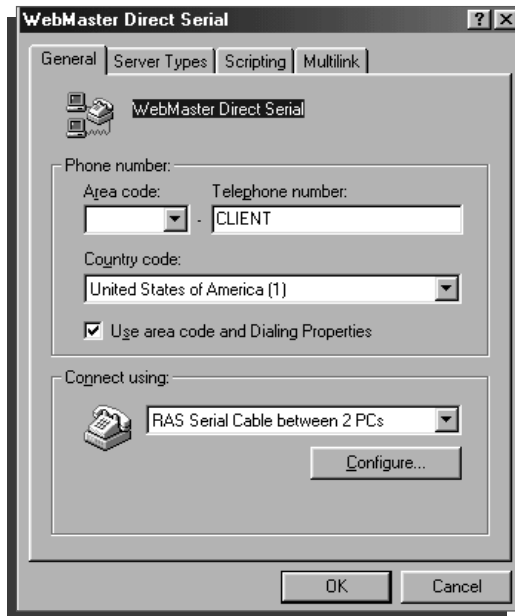 WebMaster Direct Serial ? X
General Server Types Scripting Multilink
WebMaster Direct Serial
Phone number:
Area code: Telephone number:
- CLIENT
Country code:
United States of America (1)
Use area code and Dialing Properties
Connect using:
RAS Serial Cable between 2 PCs
Configure...
OK Cancel